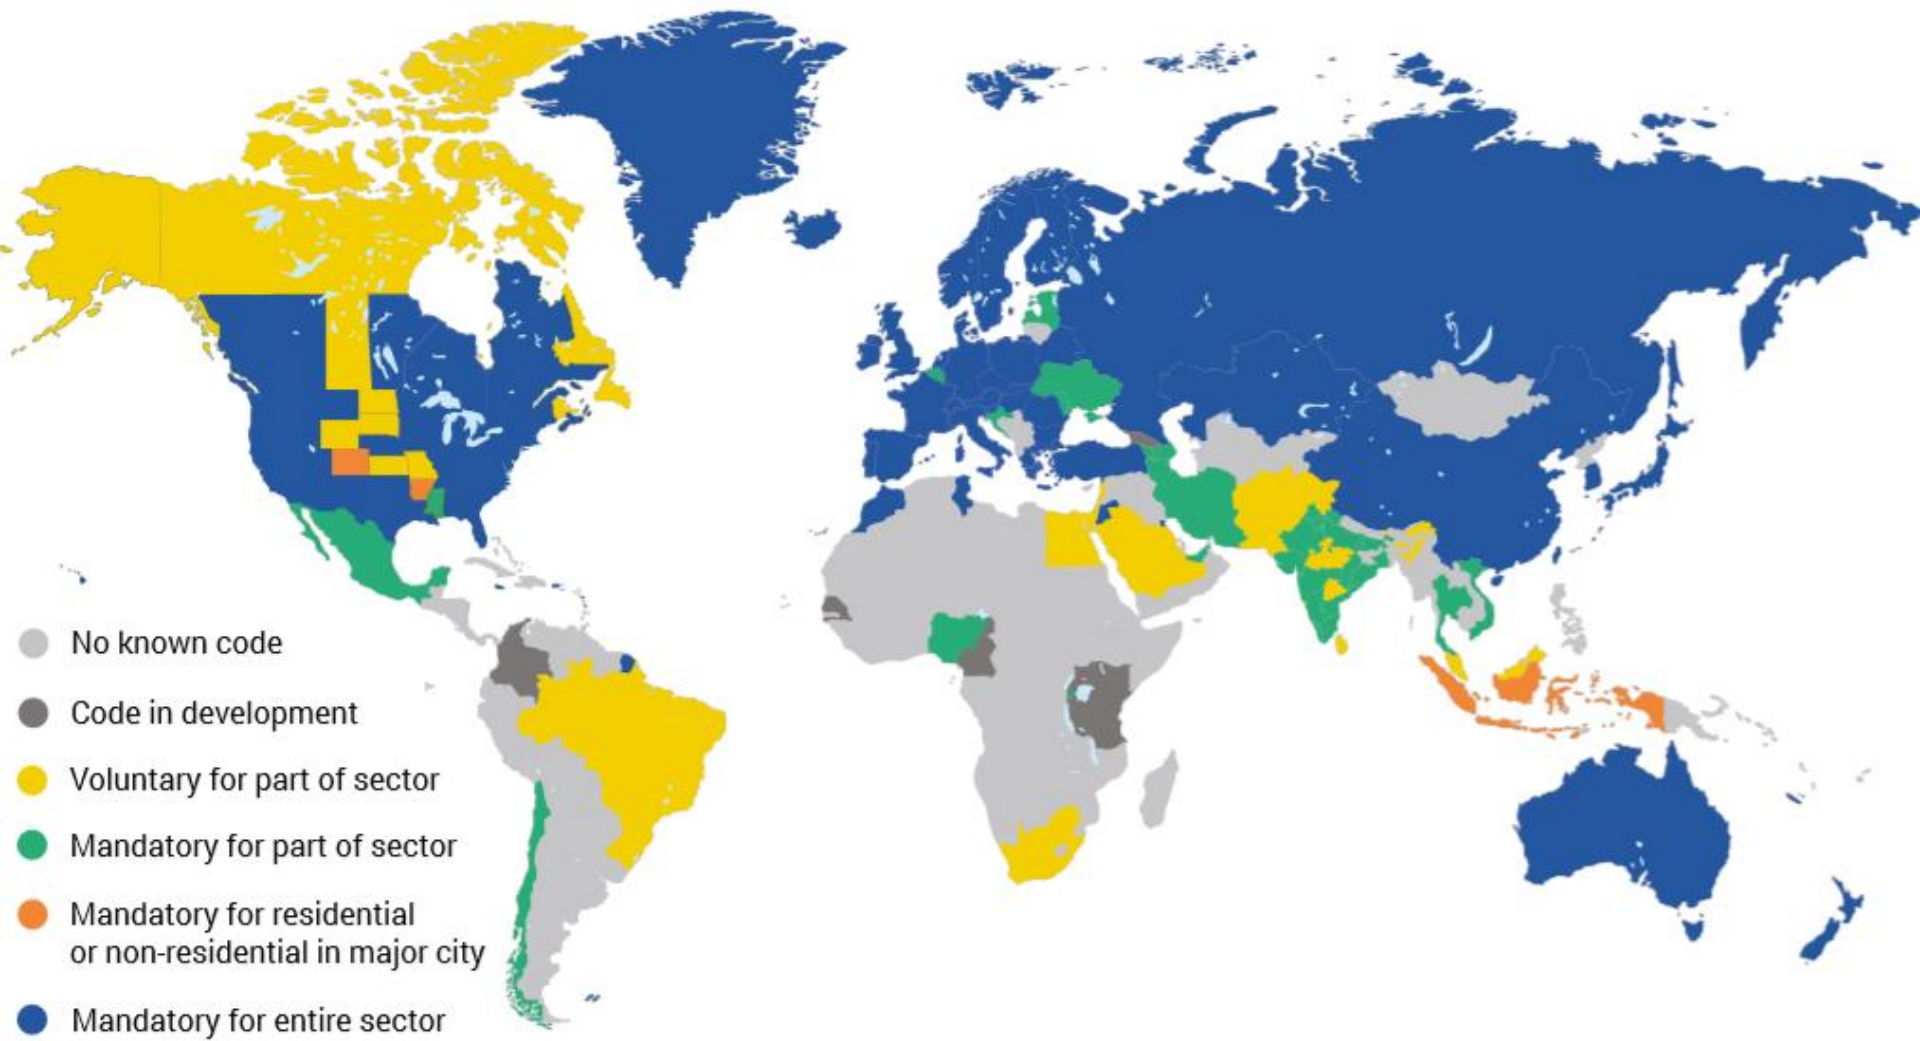 No known code
Code in development
Voluntary for part of sector
Mandatory for part of sector
Mandatory for residential
or non-residential in major city
Mandatory for entire sector